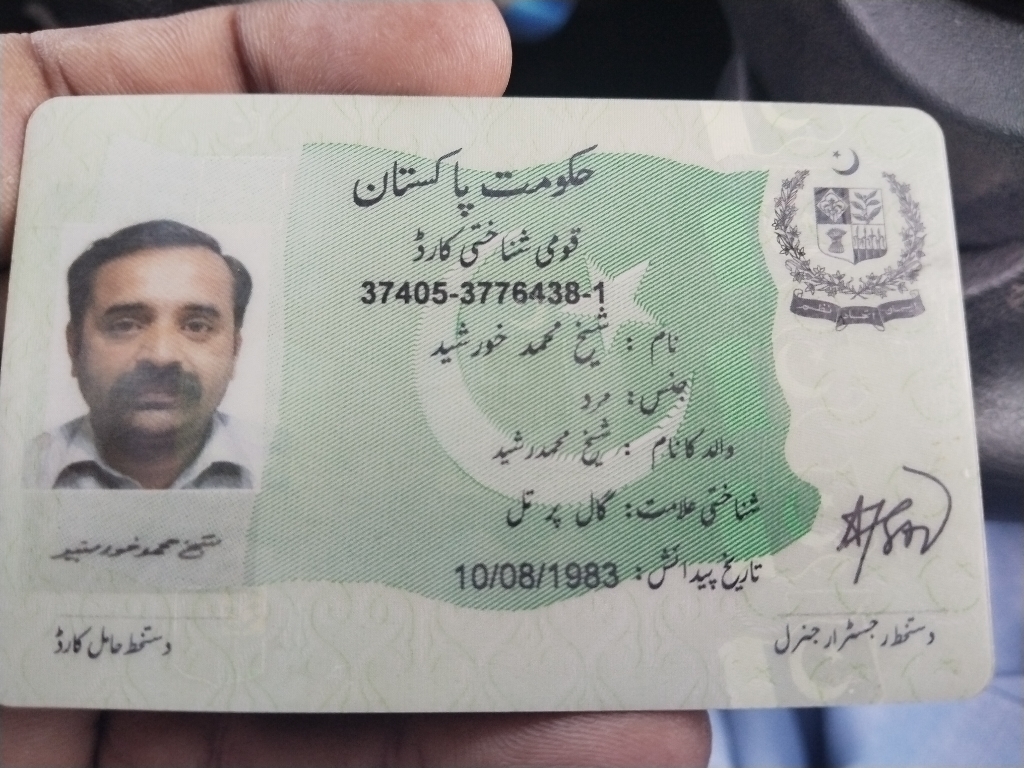 حکومت پاکستان
قومی شناختی کارڈ
37405-3776438-1
نام : شیخ محمد خورشید
جنس: مرد
والد کا نام : شیخ محمد رشید
شناختی علامت: گال پر تل
تاریخ پیدائش: 10/08/1983
شیخ محمد خورشید
دستخط حامل کارڈ
دستخط رجسٹرار جنرل